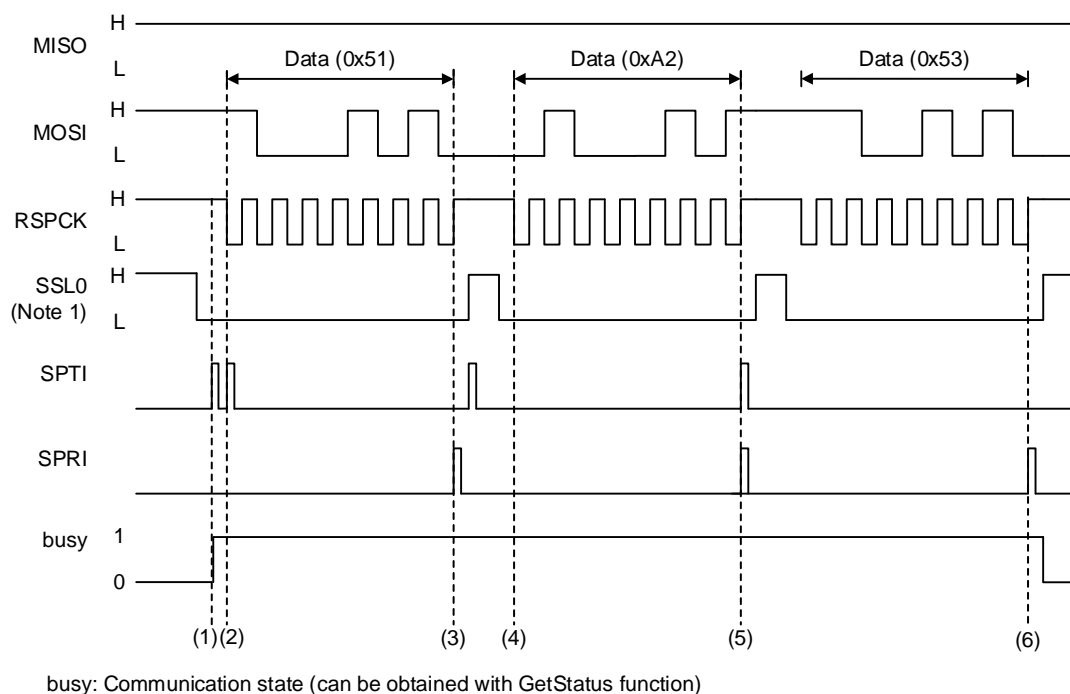 H
MISO
L
Data (0x51)
Data (0xA2)
Data (0x53)
H
MOSI
L
H
RSPCK
L
H
SSL0
(Note 1)
L
SPTI
SPRI
busy
1
0
(1) (2) (3) (4) (5) (6)
busy: Communication state (can be obtained with GetStatus function)